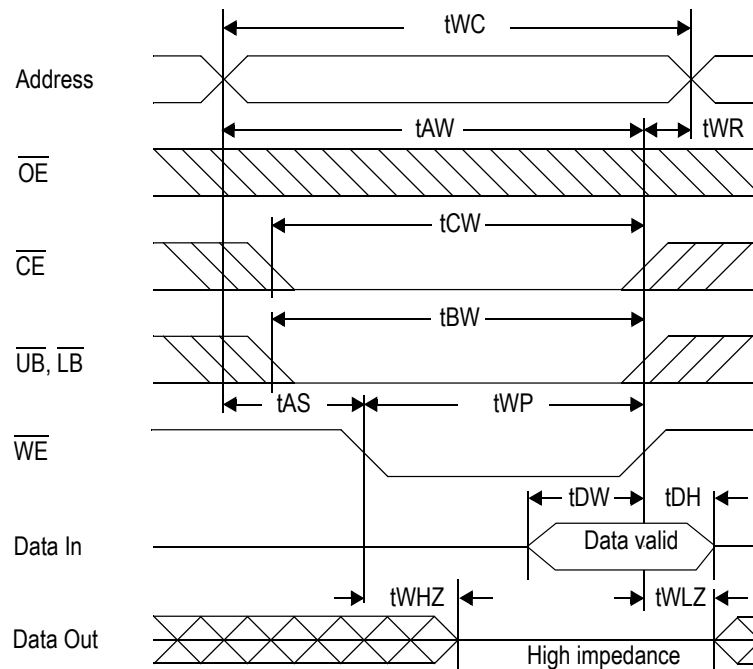 tWC
Address
tAW
tWR
OE
tCW
CE
tBW
UB, LB
tAS
tWP
WE
tDW
tDH
Data In
Data valid
tWHZ
tWLZ
Data Out
High impedance